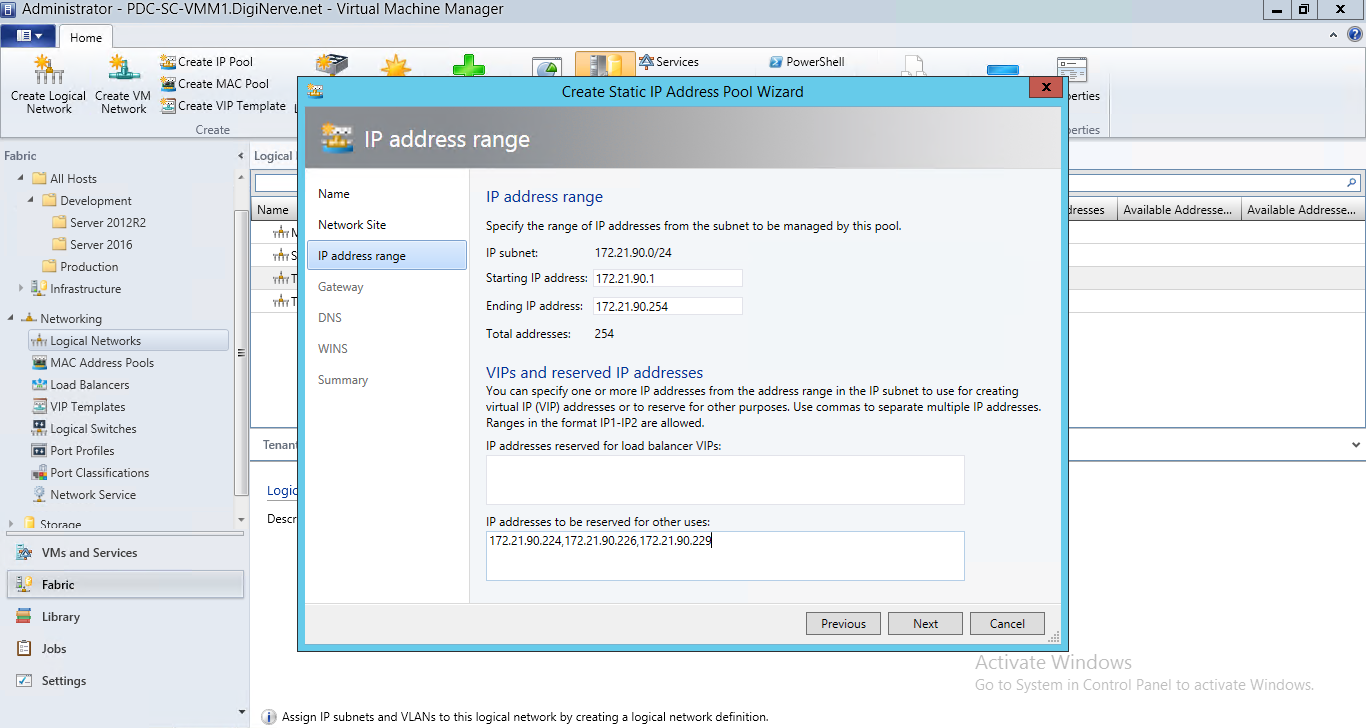 Administrator - PDC-SC-VMM1.DigiNerve.net - Virtual Machine Manager
Home
Create Logical Network
Create VM Network
Create IP Pool
Create MAC Pool
Create VIP Template
Create
Services
PowerShell
Fabric
Logical
All Hosts
Development
Server 2012R2
Server 2016
Production
Infrastructure
Networking
Logical Networks
MAC Address Pools
Load Balancers
VIP Templates
Logical Switches
Port Profiles
Port Classifications
Network Service
Storage
VMs and Services
Fabric
Library
Jobs
Settings
Name
Available Addresse...
Available Addresse...
Create Static IP Address Pool Wizard
IP address range
Name
Network Site
IP address range
Gateway
DNS
WINS
Summary
IP address range
Specify the range of IP addresses from the subnet to be managed by this pool.
IP subnet: 172.21.90.0/24
Starting IP address: 172.21.90.1
Ending IP address: 172.21.90.254
Total addresses: 254
VIPs and reserved IP addresses
You can specify one or more IP addresses from the address range in the IP subnet to use for creating
virtual IP (VIP) addresses or to reserve for other purposes. Use commas to separate multiple IP addresses.
Ranges in the format IP1-IP2 are allowed.
IP addresses reserved for load balancer VIPs:
IP addresses to be reserved for other uses:
172.21.90.224,172.21.90.226,172.21.90.229
Previous
Next
Cancel
Activate Windows
Go to System in Control Panel to activate Windows.
Assign IP subnets and VLANs to this logical network by creating a logical network definition.